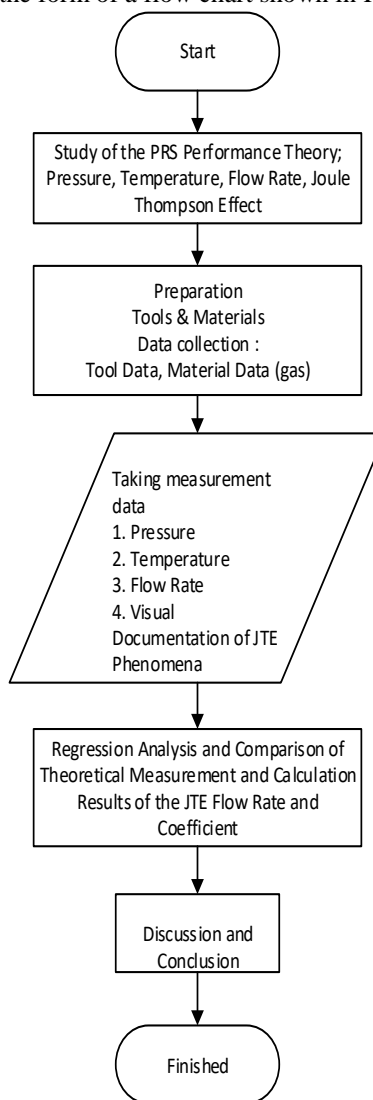 the form of a flow chart shown in
Start
Study of the PRS Performance Theory;
Pressure, Temperature, Flow Rate, Joule
Thompson Effect
Preparation
Tools & Materials
Data collection :
Tool Data, Material Data (gas)
Taking measurement
data
1. Pressure
2. Temperature
3. Flow Rate
4. Visual
Documentation of JTE
Phenomena
Regression Analysis and Comparison of
Theoretical Measurement and Calculation
Results of the JTE Flow Rate and
Coefficient
Discussion and
Conclusion
Finished